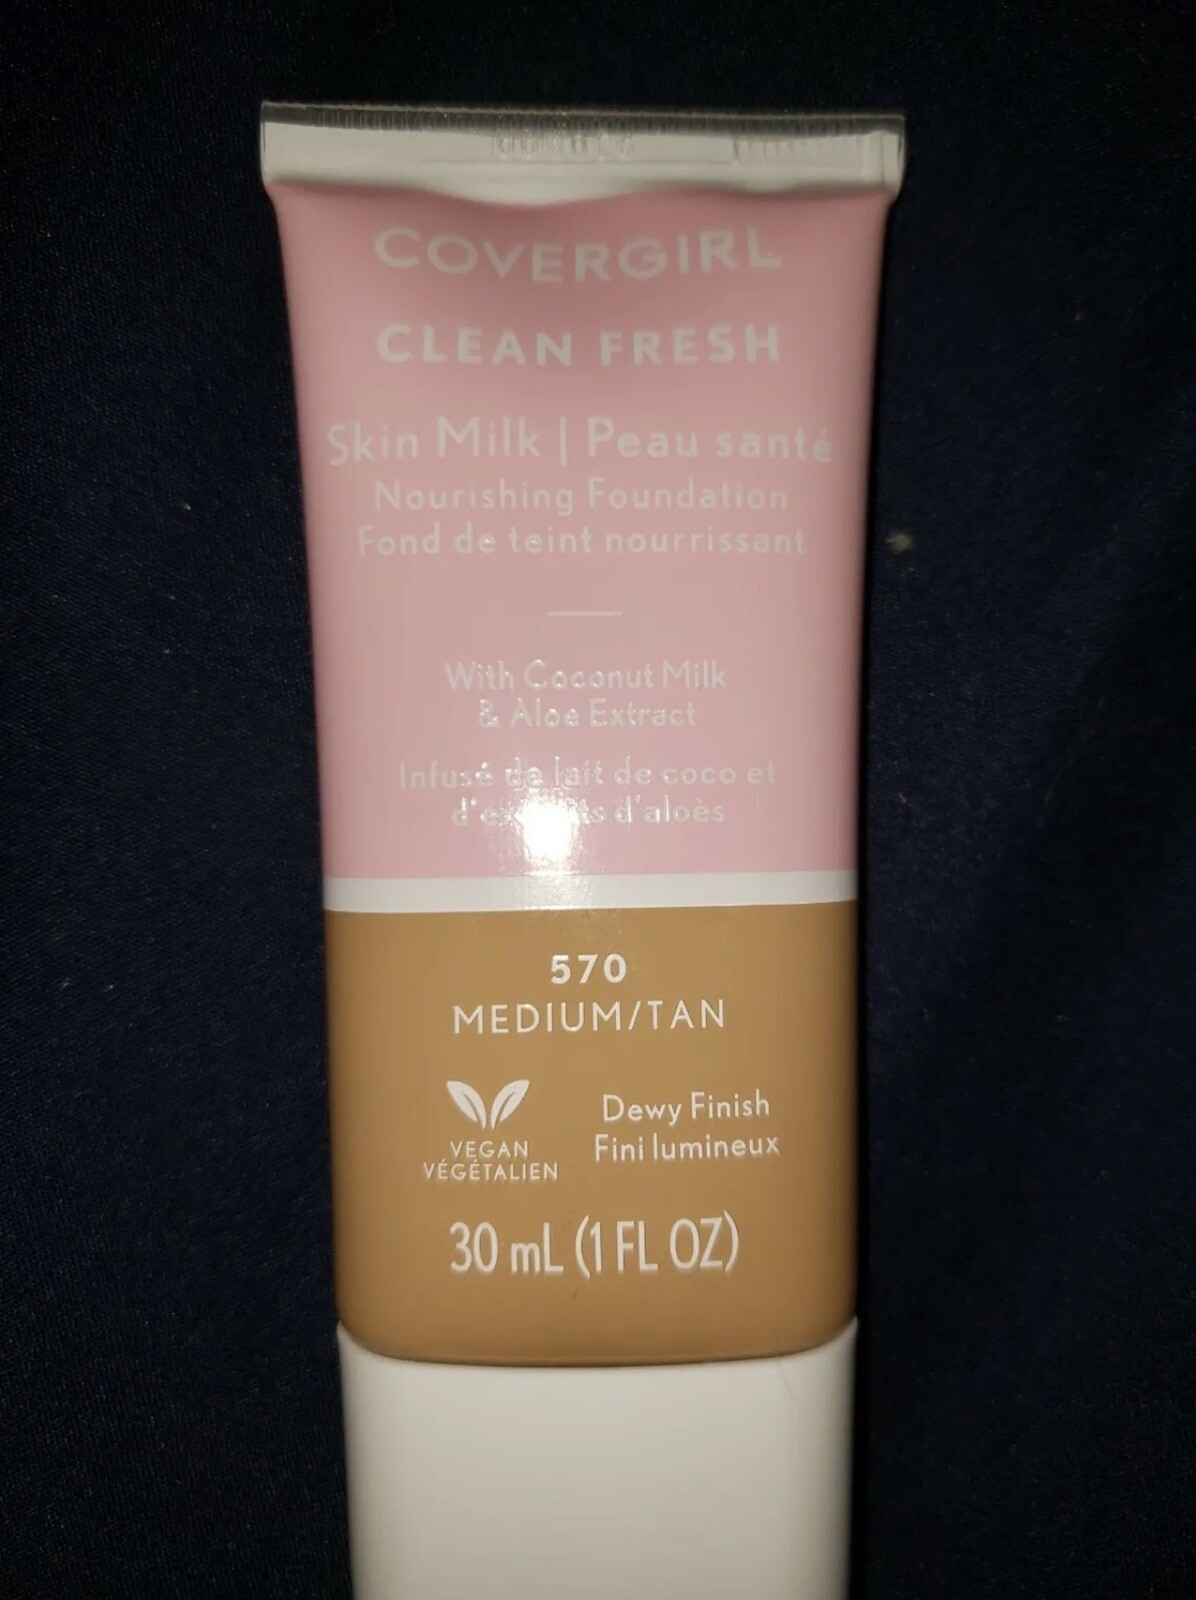 COVERGIRL
CLEAN FRESH
Skin Milk | Peau santé
Nourishing Foundation
Fond de teint nourrissant
With Coconut Milk
& Aloe Extract
Infusé de lait de coco et
d'extraits d'aloès
570
MEDIUM/TAN
VEGAN
VÉGÉTALIEN
Dewy Finish
Fini lumineux
30 mL (1 FL OZ)